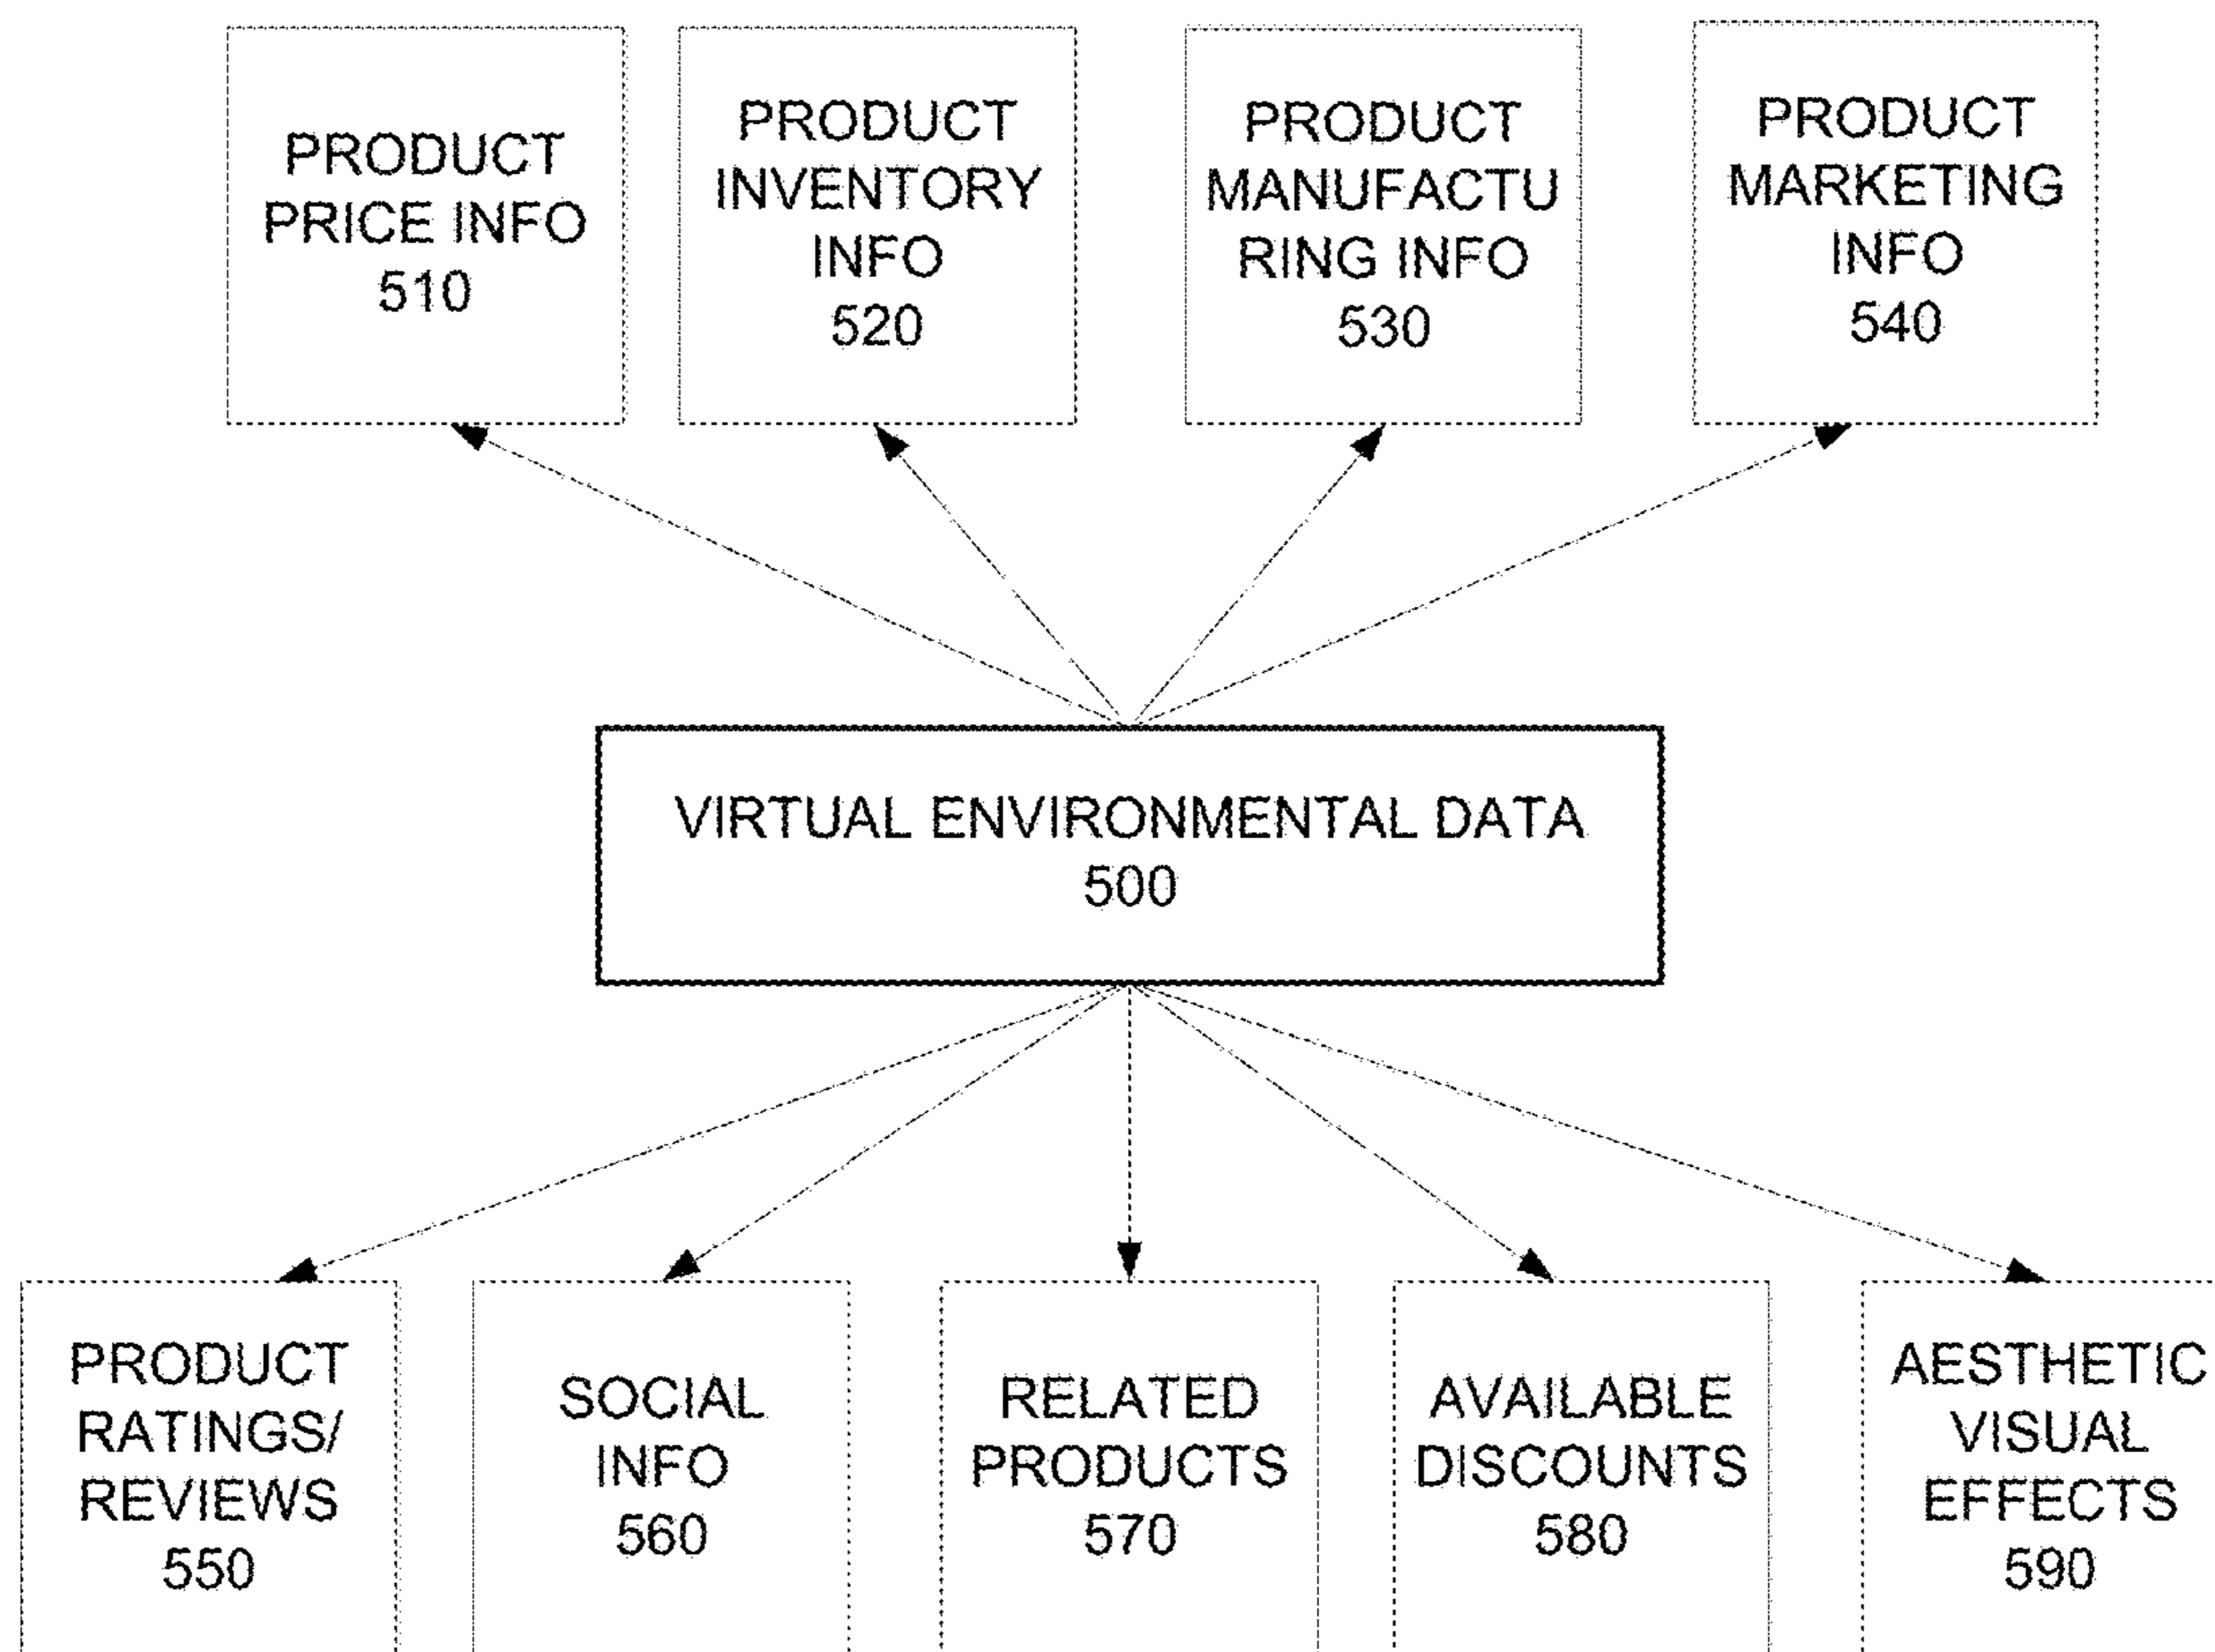 PRODUCT
PRICE INFO
510
PRODUCT
INVENTORY
INFO
520
PRODUCT
MANUFACTU
RING INFO
530
PRODUCT
MARKETING
INFO
540
VIRTUAL ENVIRONMENTAL DATA
500
PRODUCT
RATINGS/
REVIEWS
550
SOCIAL
INFO
560
RELATED
PRODUCTS
570
AVAILABLE
DISCOUNTS
580
AESTHETIC
VISUAL
EFFECTS
590